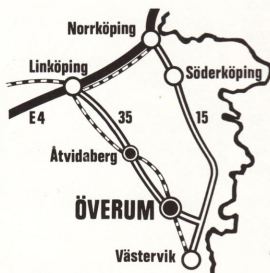 Norrköping
Linköping
Söderköping
E4
35
15
Åtvidaberg
ÖVERUM
Västervik